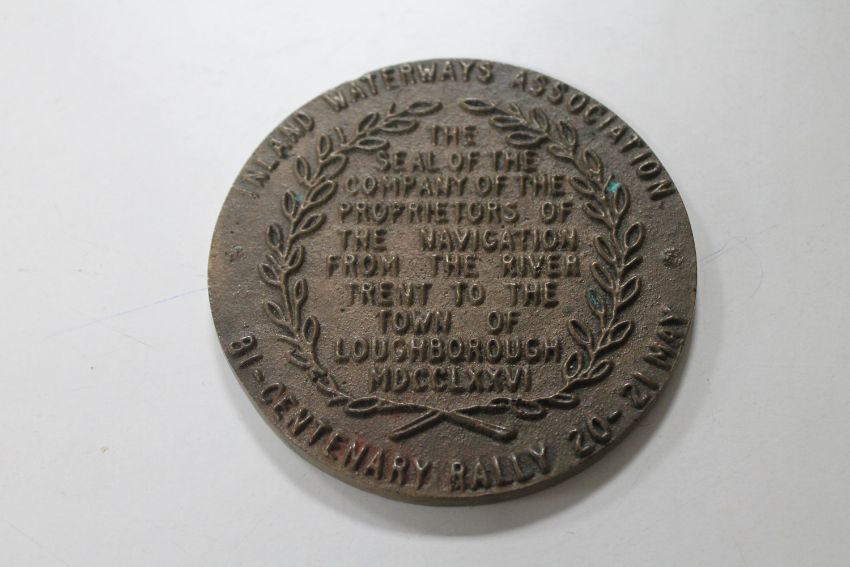 INLAND WATERWAYS ASSOCIATION
THE
SEAL OF THE
COMPANY OF THE
PROPRIETORS OF
THE NAVIGATION
FROM THE RIVER
TRENT TO THE
TOWN OF
LOUGHBOROUGH
MDCCLXXVI
BI-CENTENARY RALLY 20-21 MAY